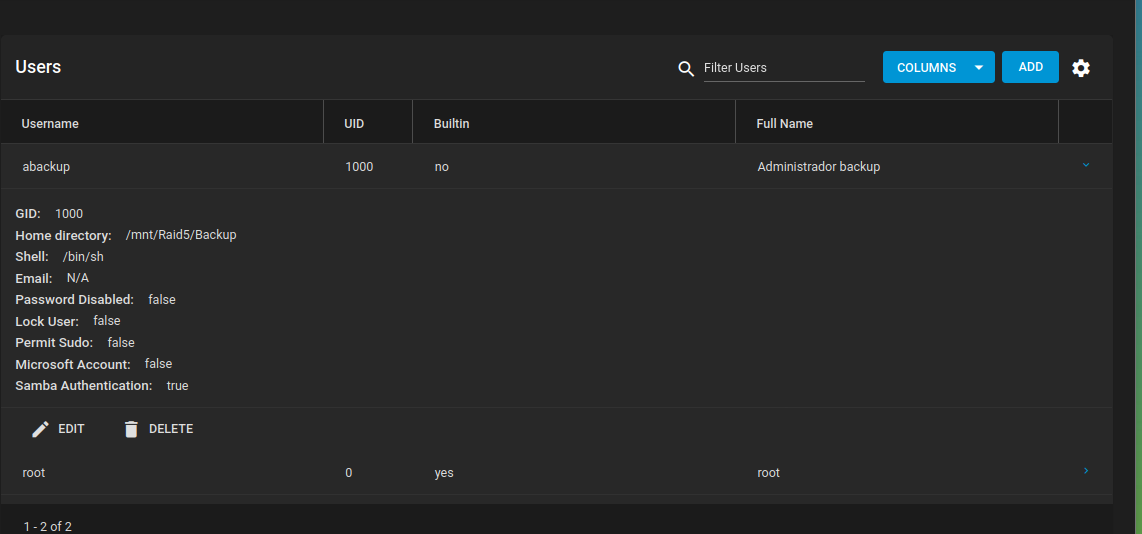 Users
Filter Users
COLUMNS
ADD
Username UID Builtin Full Name
abackup 1000 no Administrador backup
GID: 1000
Home directory: /mnt/Raid5/Backup
Shell: /bin/sh
Email: N/A
Password Disabled: false
Lock User: false
Permit Sudo: false
Microsoft Account: false
Samba Authentication: true
EDIT DELETE
root 0 yes root
1 - 2 of 2